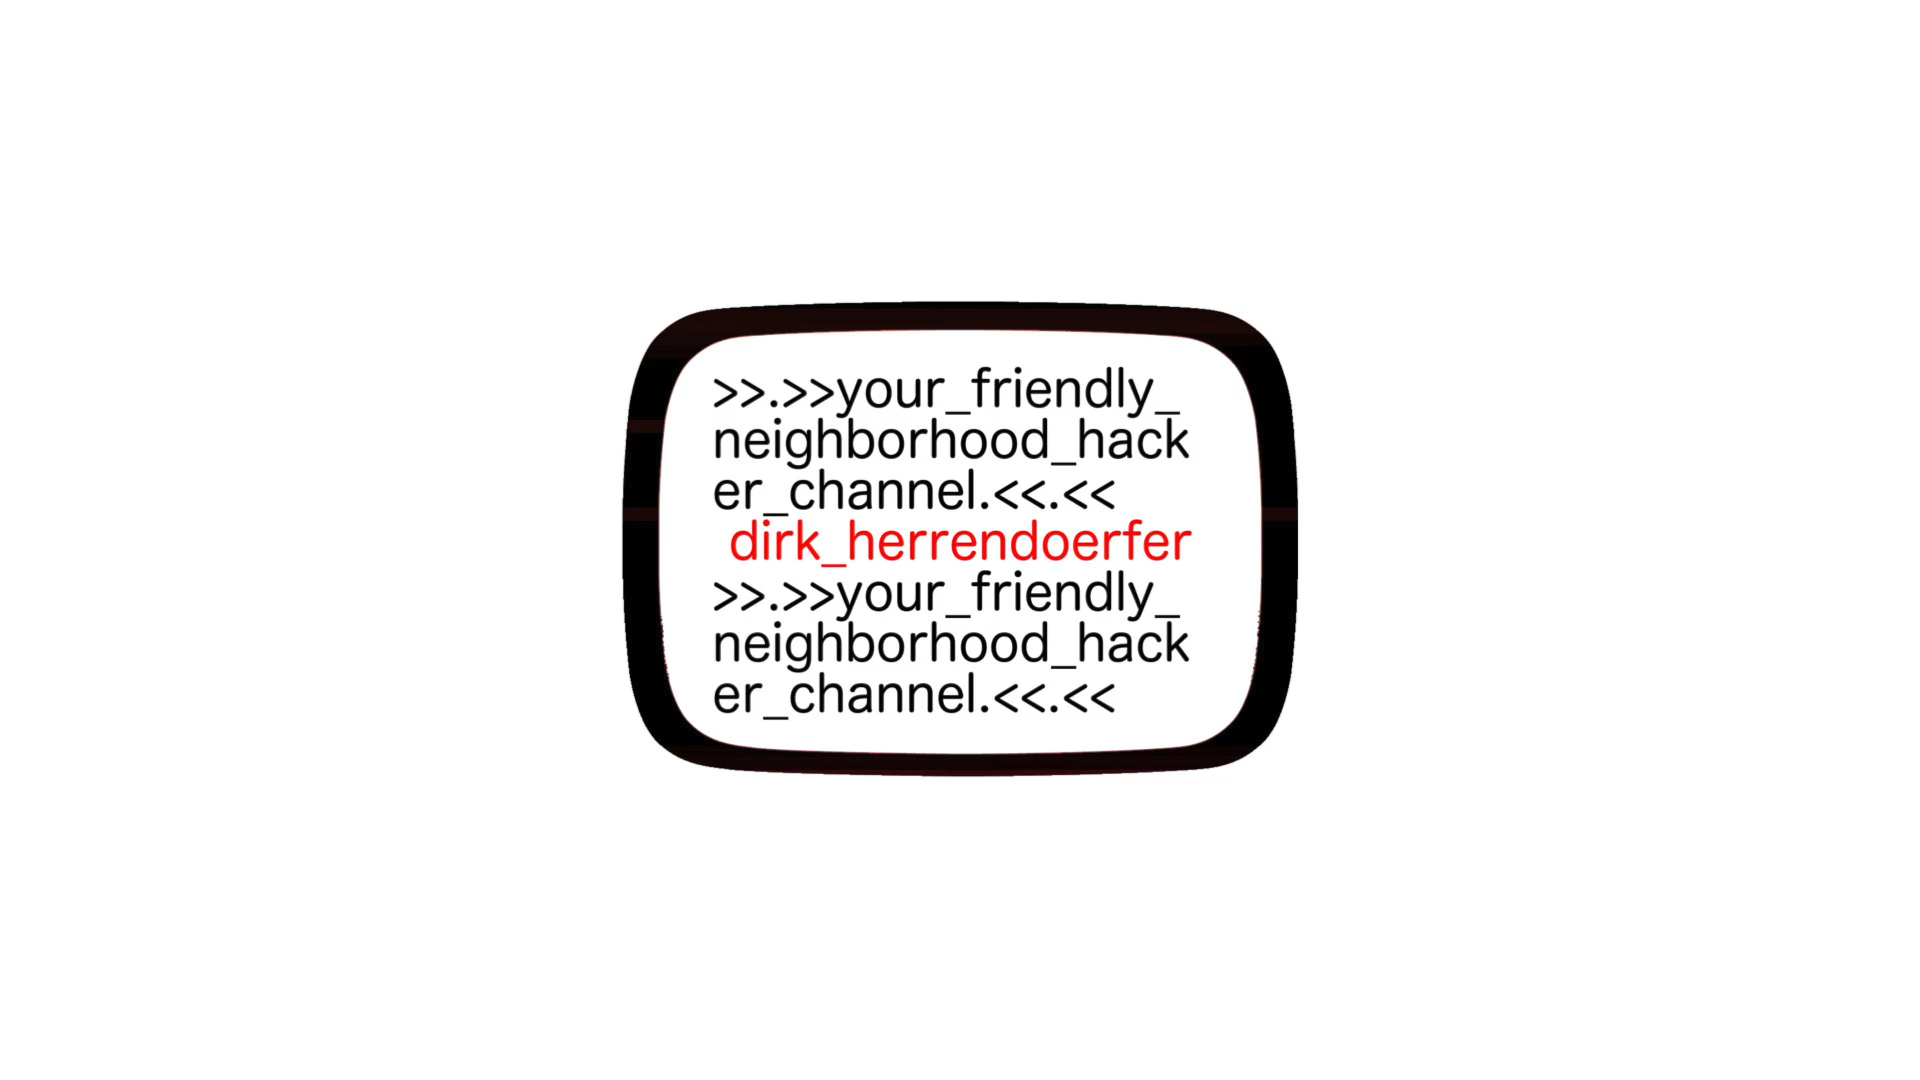 >>.>>your_friendly_
neighborhood_hack
er_channel.<<.<<
dirk_herrendoerfer
>>.>>your_friendly_
neighborhood_hack
er_channel.<<.<<